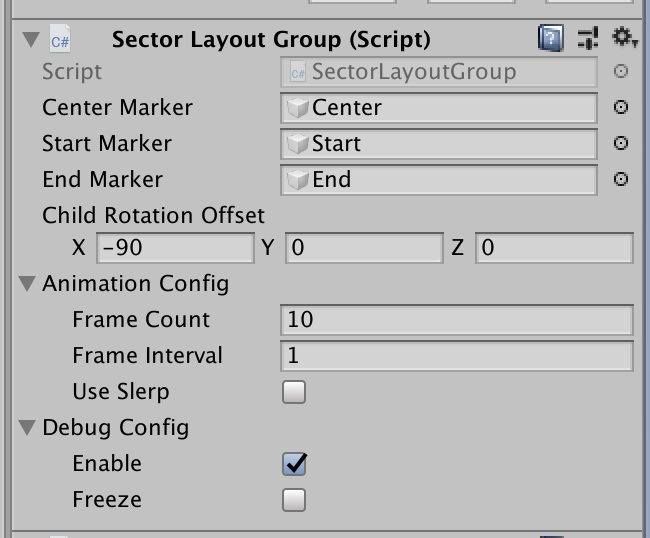 C# Sector Layout Group (Script)
Script C# SectorLayoutGroup
Center Marker Center
Start Marker Start
End Marker End
Child Rotation Offset
X -90 Y 0 Z 0
Animation Config
Frame Count 10
Frame Interval 1
Use Slerp
Debug Config
Enable
Freeze